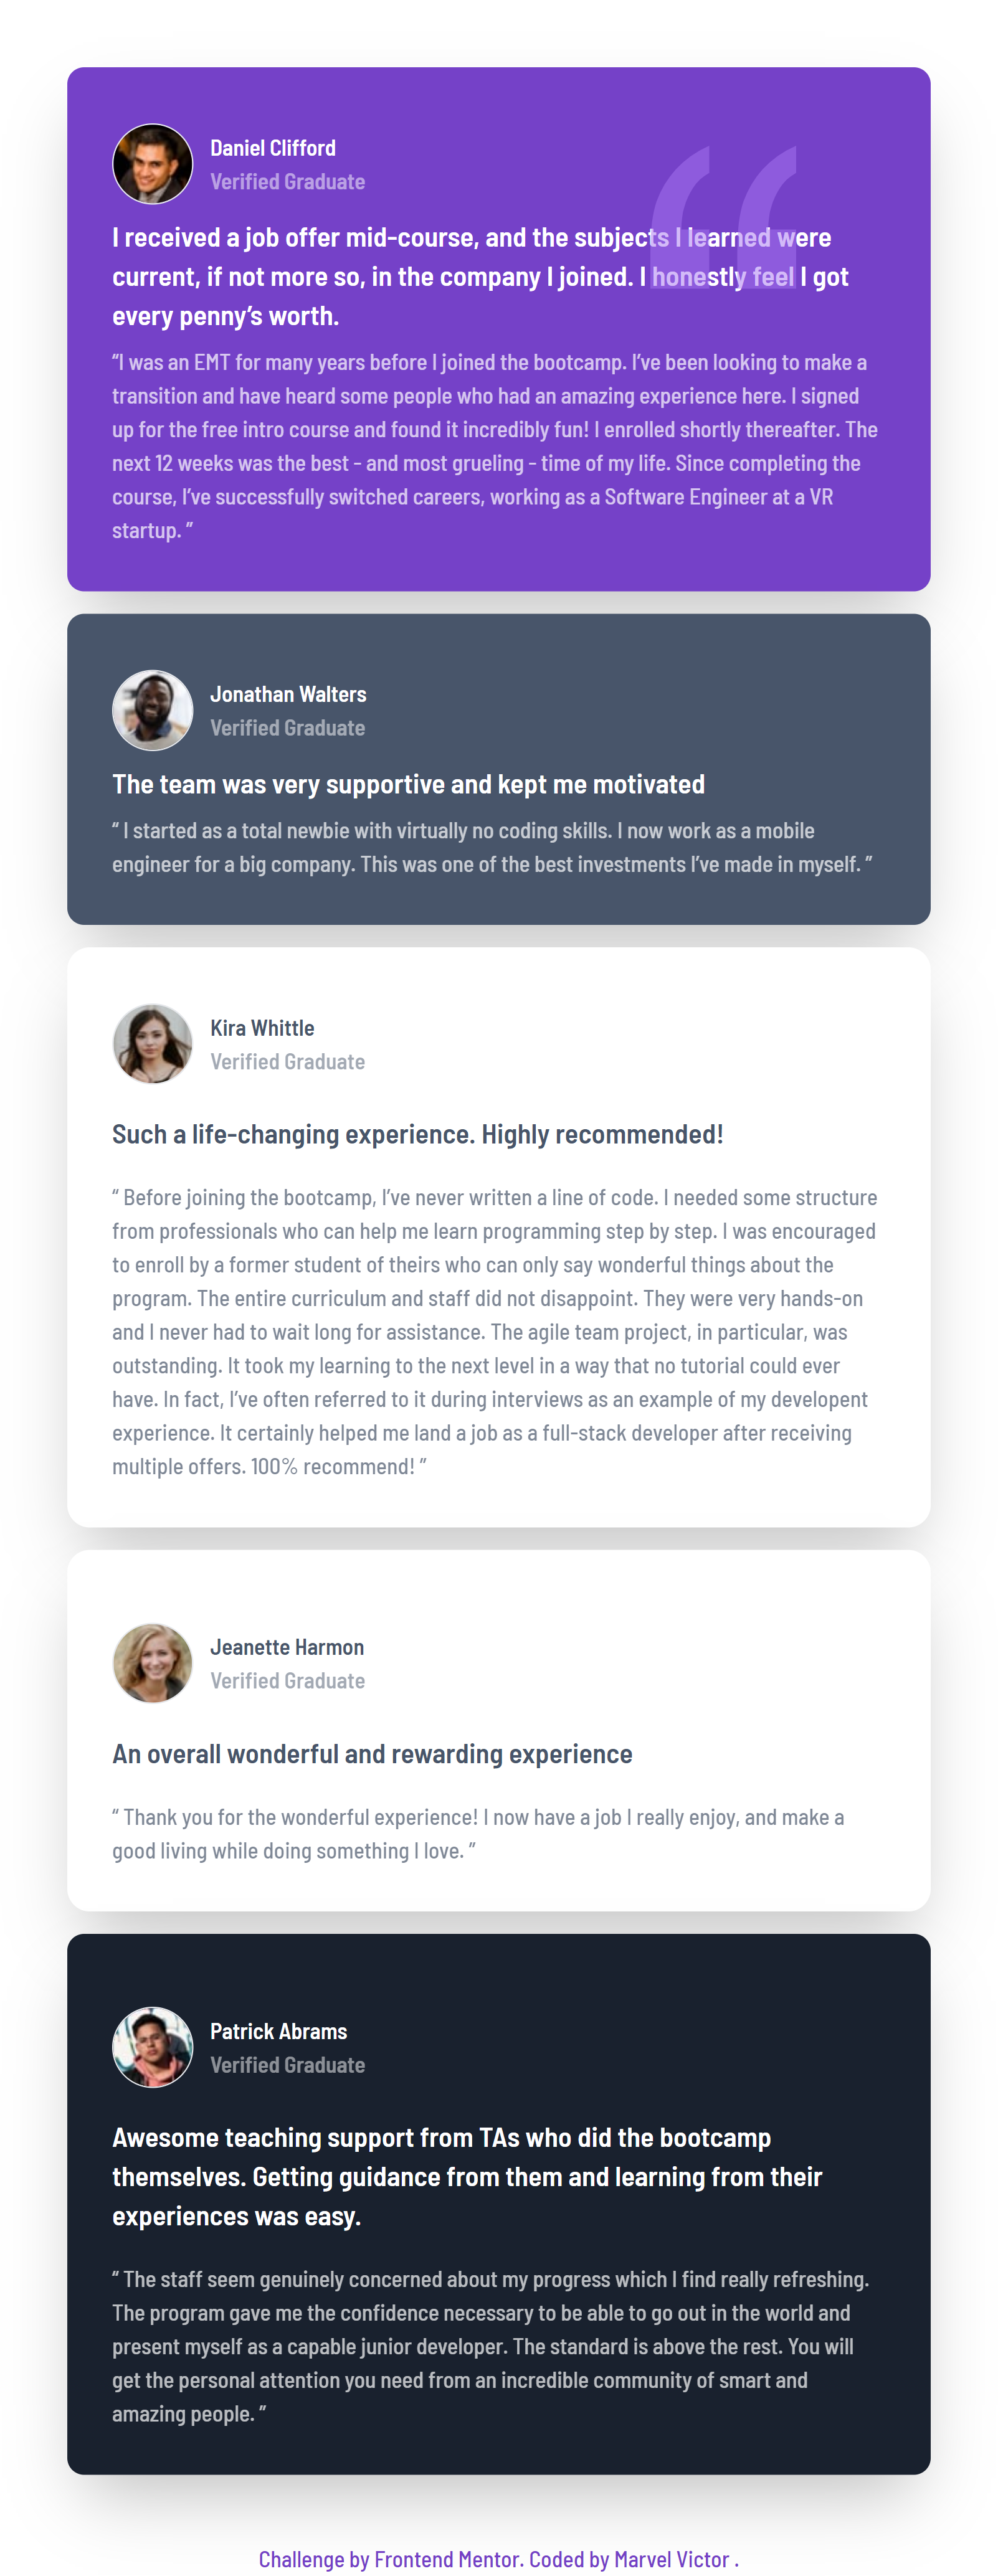 Daniel Clifford
Verified Graduate
I received a job offer mid-course, and the subjects I learned were
current, if not more so, in the company I joined. I honestly feel I got
every penny’s worth.
“I was an EMT for many years before I joined the bootcamp. I’ve been looking to make a
transition and have heard some people who had an amazing experience here. I signed
up for the free intro course and found it incredibly fun! I enrolled shortly thereafter. The
next 12 weeks was the best - and most grueling - time of my life. Since completing the
course, I’ve successfully switched careers, working as a Software Engineer at a VR
startup. ”
Jonathan Walters
Verified Graduate
The team was very supportive and kept me motivated
“ I started as a total newbie with virtually no coding skills. I now work as a mobile
engineer for a big company. This was one of the best investments I’ve made in myself. ”
Kira Whittle
Verified Graduate
Such a life-changing experience. Highly recommended!
“ Before joining the bootcamp, I’ve never written a line of code. I needed some structure
from professionals who can help me learn programming step by step. I was encouraged
to enroll by a former student of theirs who can only say wonderful things about the
program. The entire curriculum and staff did not disappoint. They were very hands-on
and I never had to wait long for assistance. The agile team project, in particular, was
outstanding. It took my learning to the next level in a way that no tutorial could ever
have. In fact, I’ve often referred to it during interviews as an example of my developent
experience. It certainly helped me land a job as a full-stack developer after receiving
multiple offers. 100% recommend! ”
Jeanette Harmon
Verified Graduate
An overall wonderful and rewarding experience
“ Thank you for the wonderful experience! I now have a job I really enjoy, and make a
good living while doing something I love. ”
Patrick Abrams
Verified Graduate
Awesome teaching support from TAs who did the bootcamp
themselves. Getting guidance from them and learning from their
experiences was easy.
“ The staff seem genuinely concerned about my progress which I find really refreshing.
The program gave me the confidence necessary to be able to go out in the world and
present myself as a capable junior developer. The standard is above the rest. You will
get the personal attention you need from an incredible community of smart and
amazing people. ”
Challenge by Frontend Mentor. Coded by Marvel Victor .